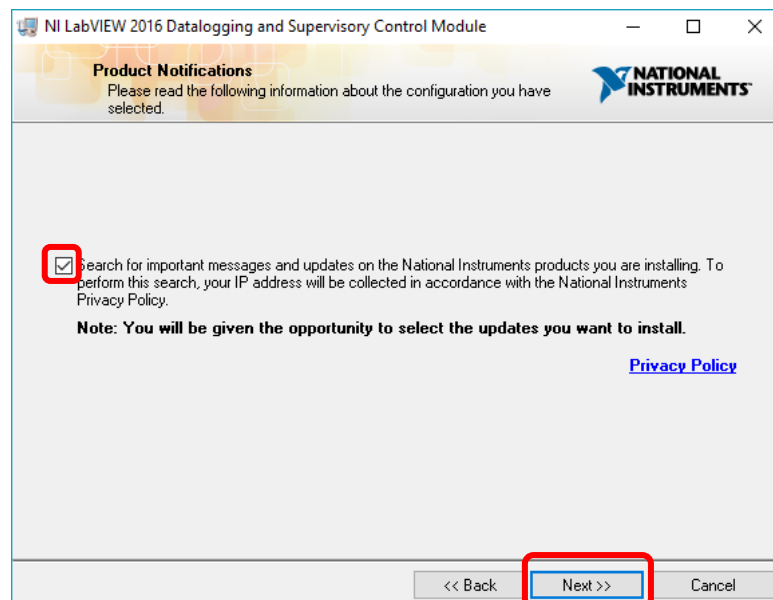 NI LabVIEW 2016 Datalogging and Supervisory Control Module
Product Notifications
Please read the following information about the configuration you have
selected.
NATIONAL
INSTRUMENTS™
Search for important messages and updates on the National Instruments products you are installing. To
perform this search, your IP address will be collected in accordance with the National Instruments
Privacy Policy.
Note: You will be given the opportunity to select the updates you want to install.
Privacy Policy
<< Back
Next >>
Cancel